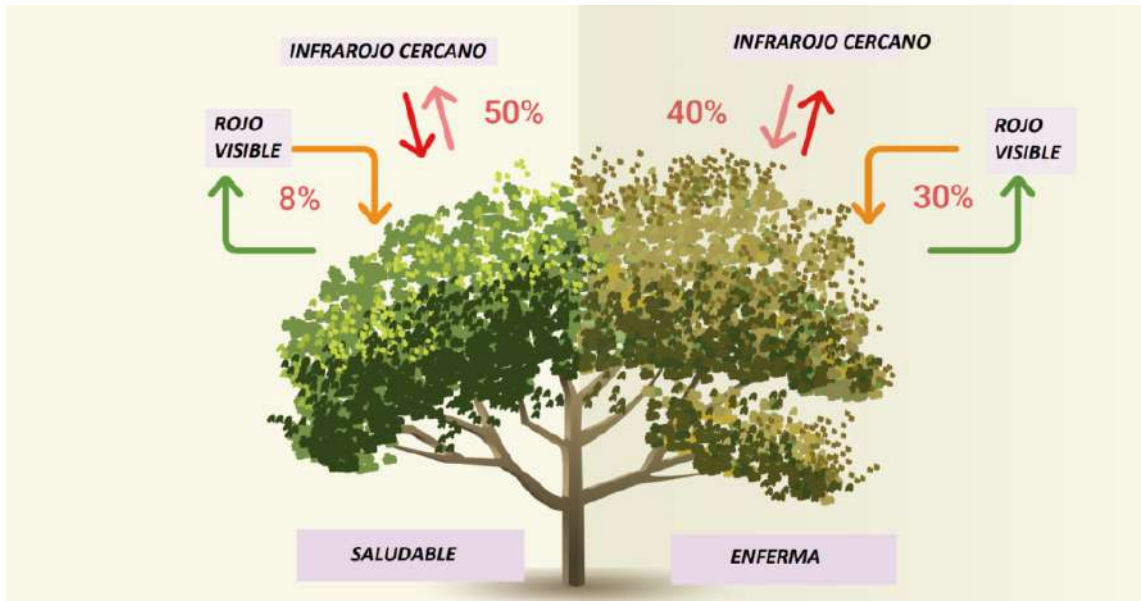 INFRAROJO CERCANO
INFRAROJO CERCANO
50%
40%
ROJO
VISIBLE
ROJO
VISIBLE
8%
30%
SALUDABLE
ENFERMA